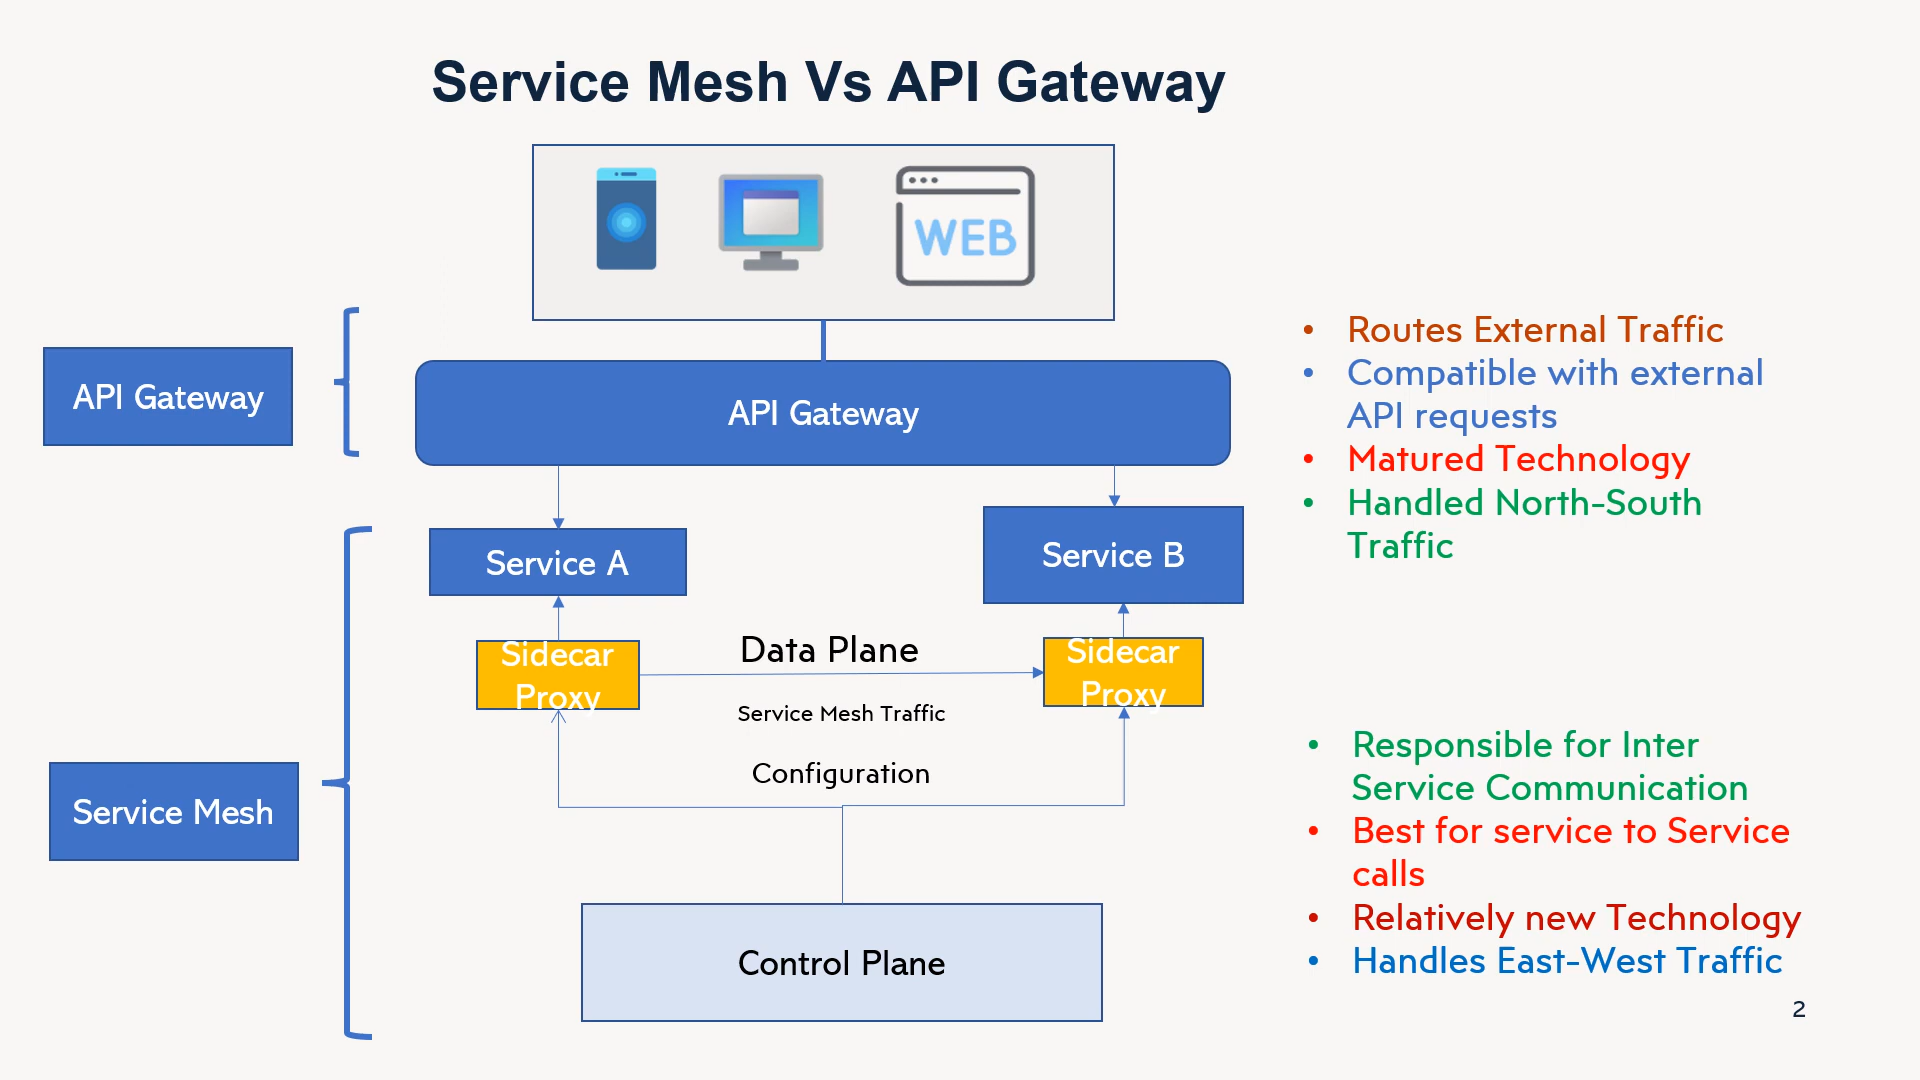 Service Mesh Vs API Gateway
WEB
API Gateway
API Gateway
• Routes External Traffic
• Compatible with external
API requests
• Matured Technology
• Handled North-South
Traffic
Service A
Service B
Sidecar
Proxy
Data Plane
Sidecar
Proxy
Service Mesh Traffic
Configuration
Service Mesh
Control Plane
• Responsible for Inter
Service Communication
• Best for service to Service
calls
• Relatively new Technology
• Handles East-West Traffic
2